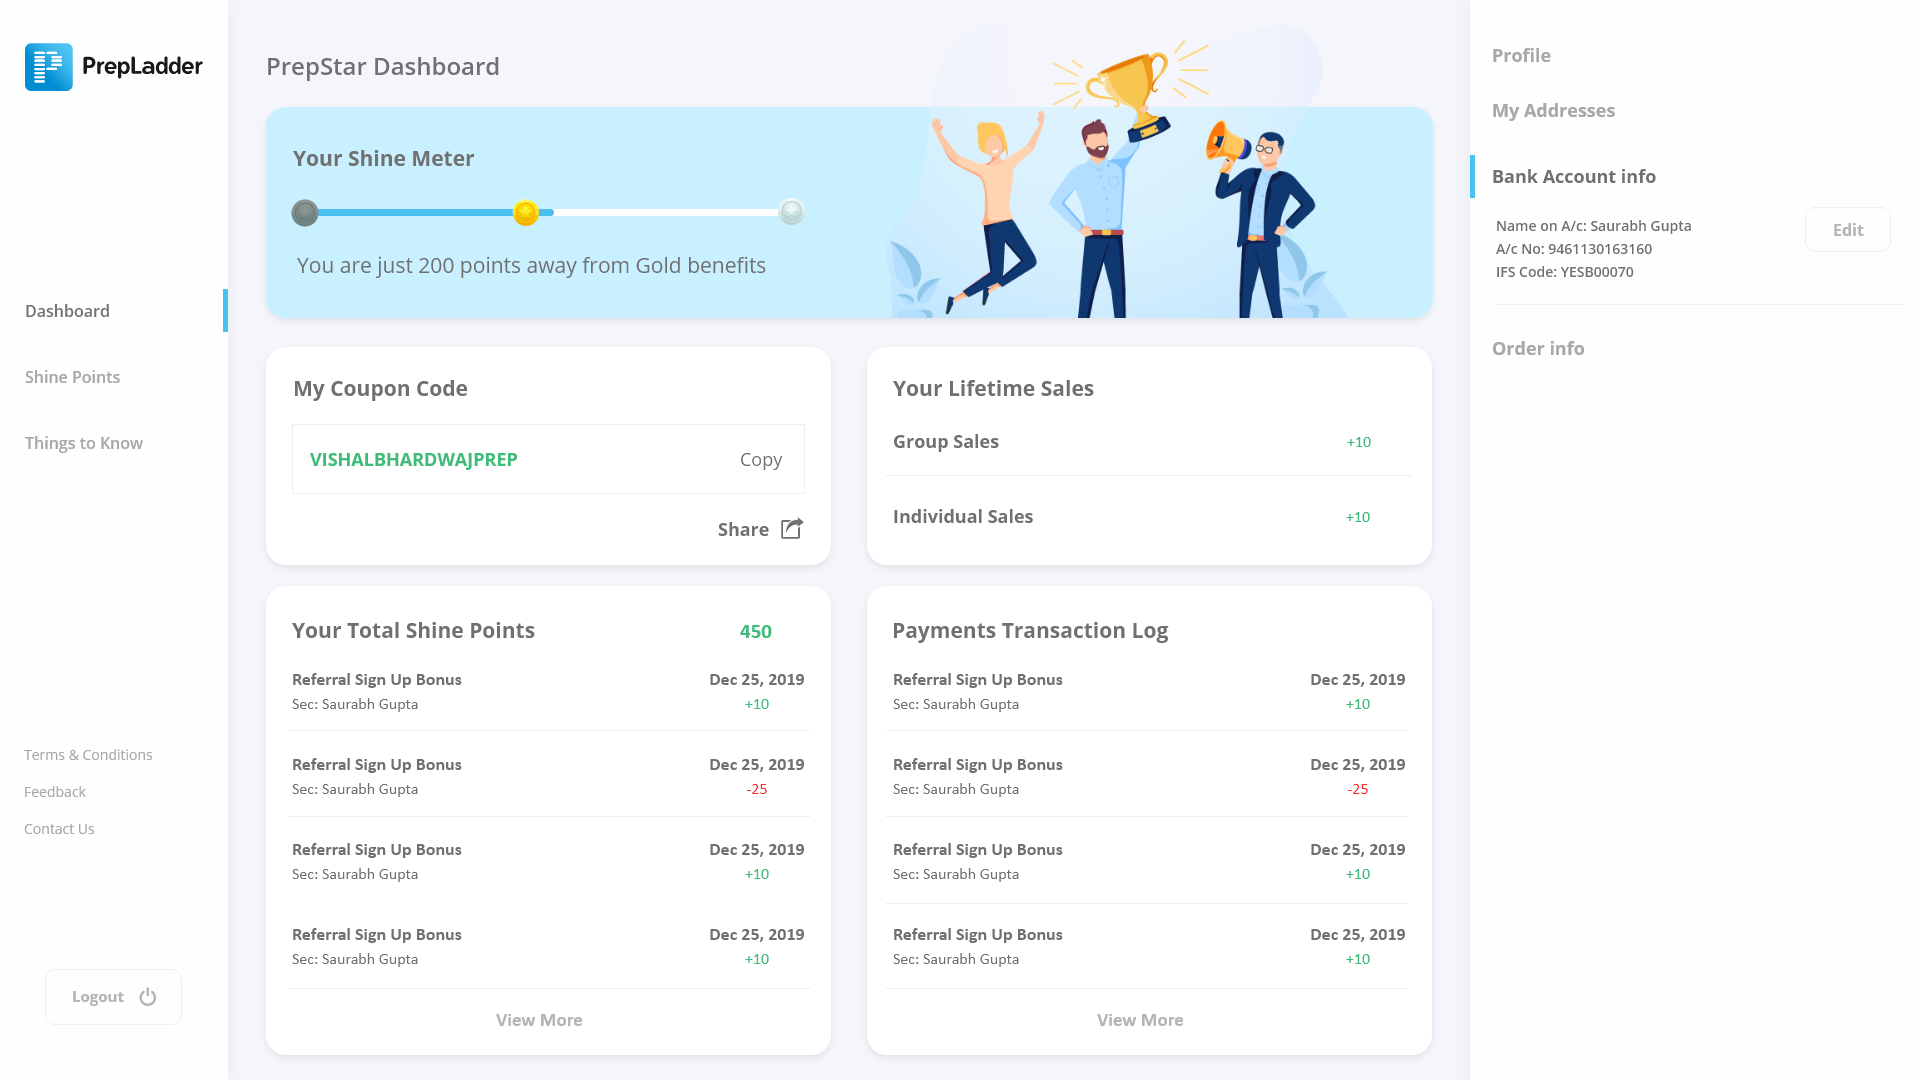 PrepLadder
Dashboard
Shine Points
Things to Know
Terms & Conditions
Feedback
Contact Us
Logout
PrepStar Dashboard
Your Shine Meter
You are just 200 points away from Gold benefits
My Coupon Code
VISHALBHARDWAJPREP Copy
Share
Your Lifetime Sales
Group Sales +10
Individual Sales +10
Your Total Shine Points 450
Referral Sign Up Bonus Dec 25, 2019
Sec: Saurabh Gupta +10
Referral Sign Up Bonus Dec 25, 2019
Sec: Saurabh Gupta -25
Referral Sign Up Bonus Dec 25, 2019
Sec: Saurabh Gupta +10
Referral Sign Up Bonus Dec 25, 2019
Sec: Saurabh Gupta +10
View More
Payments Transaction Log
Referral Sign Up Bonus Dec 25, 2019
Sec: Saurabh Gupta +10
Referral Sign Up Bonus Dec 25, 2019
Sec: Saurabh Gupta -25
Referral Sign Up Bonus Dec 25, 2019
Sec: Saurabh Gupta +10
Referral Sign Up Bonus Dec 25, 2019
Sec: Saurabh Gupta +10
View More
Profile
My Addresses
Bank Account info
Name on A/c: Saurabh Gupta
A/c No: 9461130163160
IFS Code: YESB00070
Edit
Order info